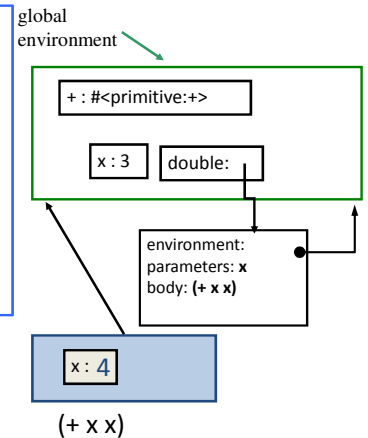 global
environment
+ : #<primitive:+>
x : 3
double:
environment:
parameters: x
body: (+ x x)
x : 4
(+ x x)